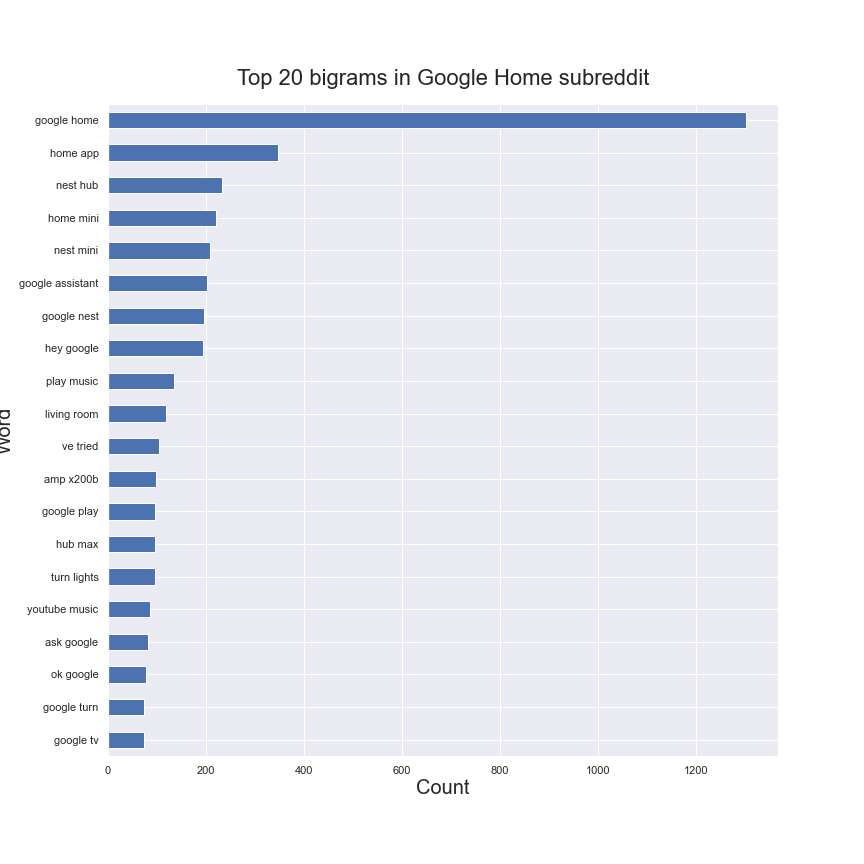 Top 20 bigrams in Google Home subreddit
google home
home app
nest hub
home mini
nest mini
google assistant
google nest
hey google
play music
living room
ve tried
amp x200b
google play
hub max
turn lights
youtube music
ask google
ok google
google turn
google tv
Word
0 200 400 600 800 1000 1200
Count